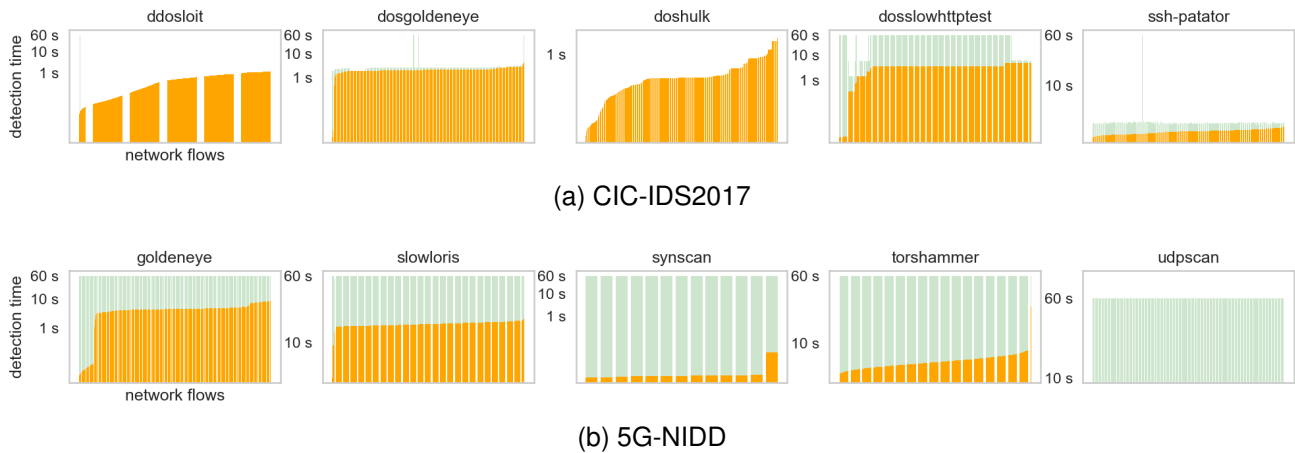 ddosloit
dosgoldeneye
doshulk
dosslowhttptest
ssh-patator
detection time
60 s
10 s
1 s
60 s
10 s
1 s
1 s
60 s
10 s
1 s
60 s
10 s
network flows
(a) CIC-IDS2017
goldeneye
slowloris
synscan
torshammer
udpscan
detection time
60 s
10 s
1 s
60 s
10 s
60 s
10 s
1 s
60 s
10 s
60 s
10 s
network flows
(b) 5G-NIDD